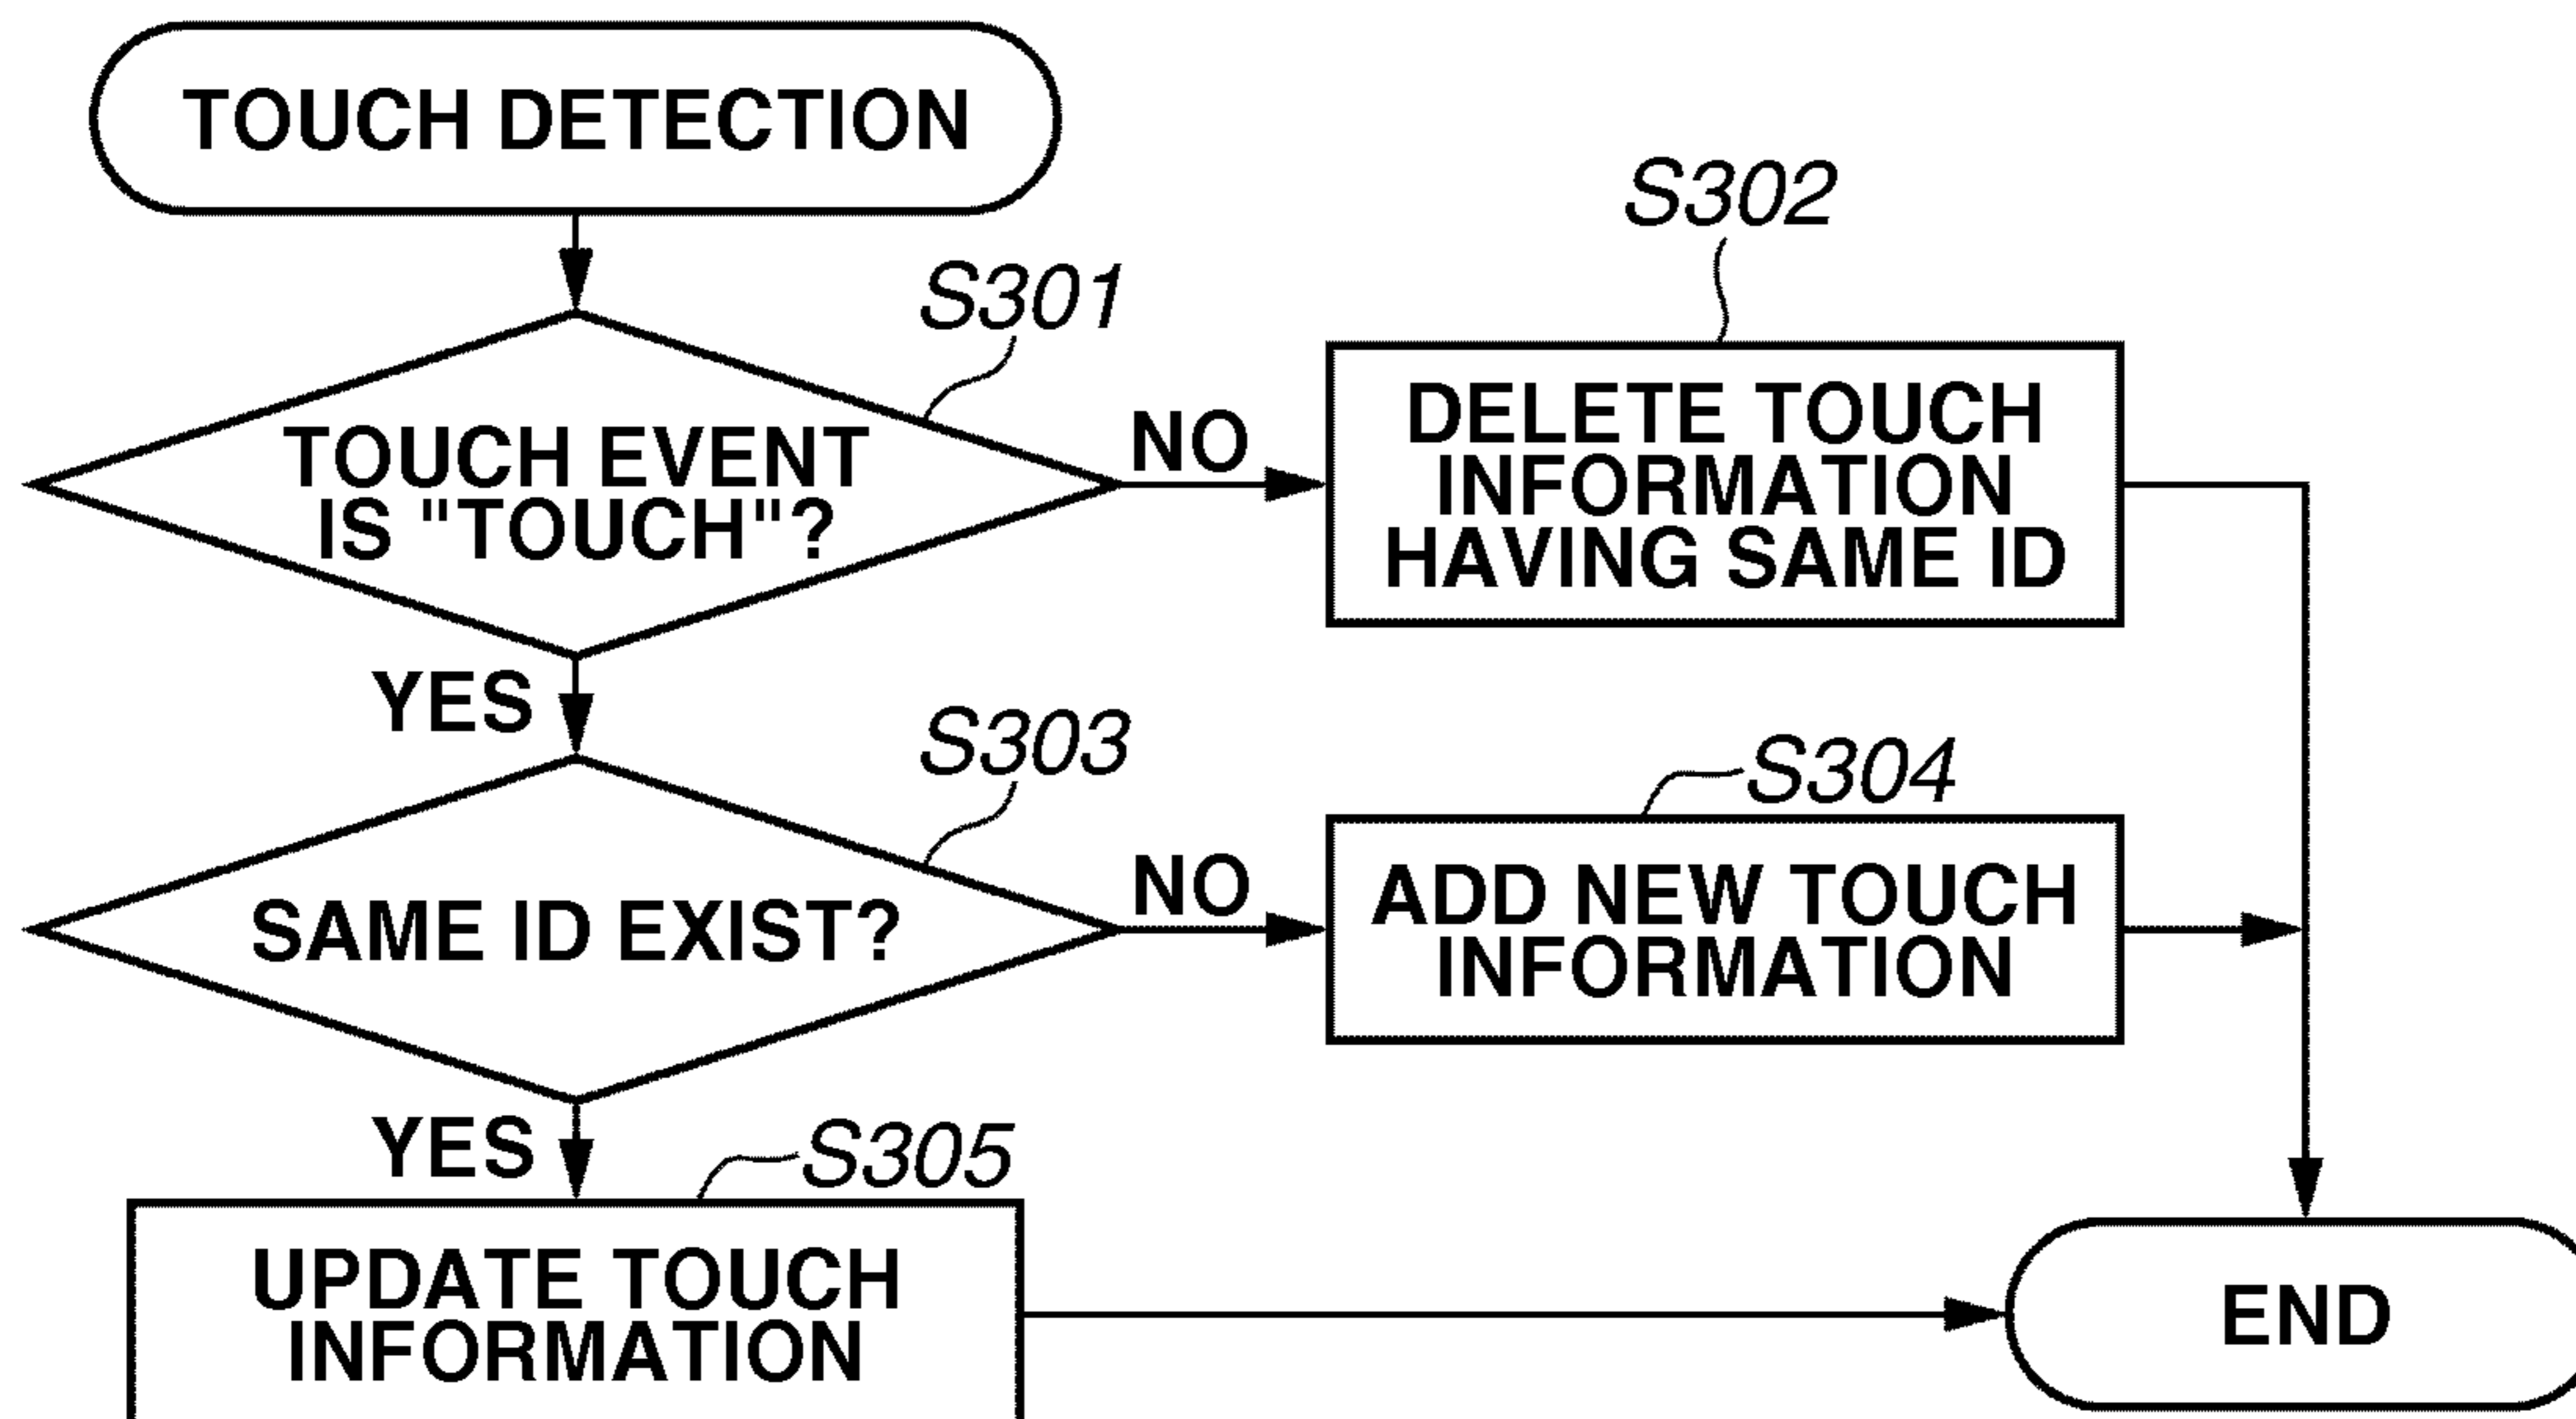 TOUCH DETECTION
S301
S302
TOUCH EVENT
IS "TOUCH"?
NO
DELETE TOUCH
INFORMATION
HAVING SAME ID
YES
S303
S304
SAME ID EXIST?
NO
ADD NEW TOUCH
INFORMATION
YES
S305
UPDATE TOUCH
INFORMATION
END